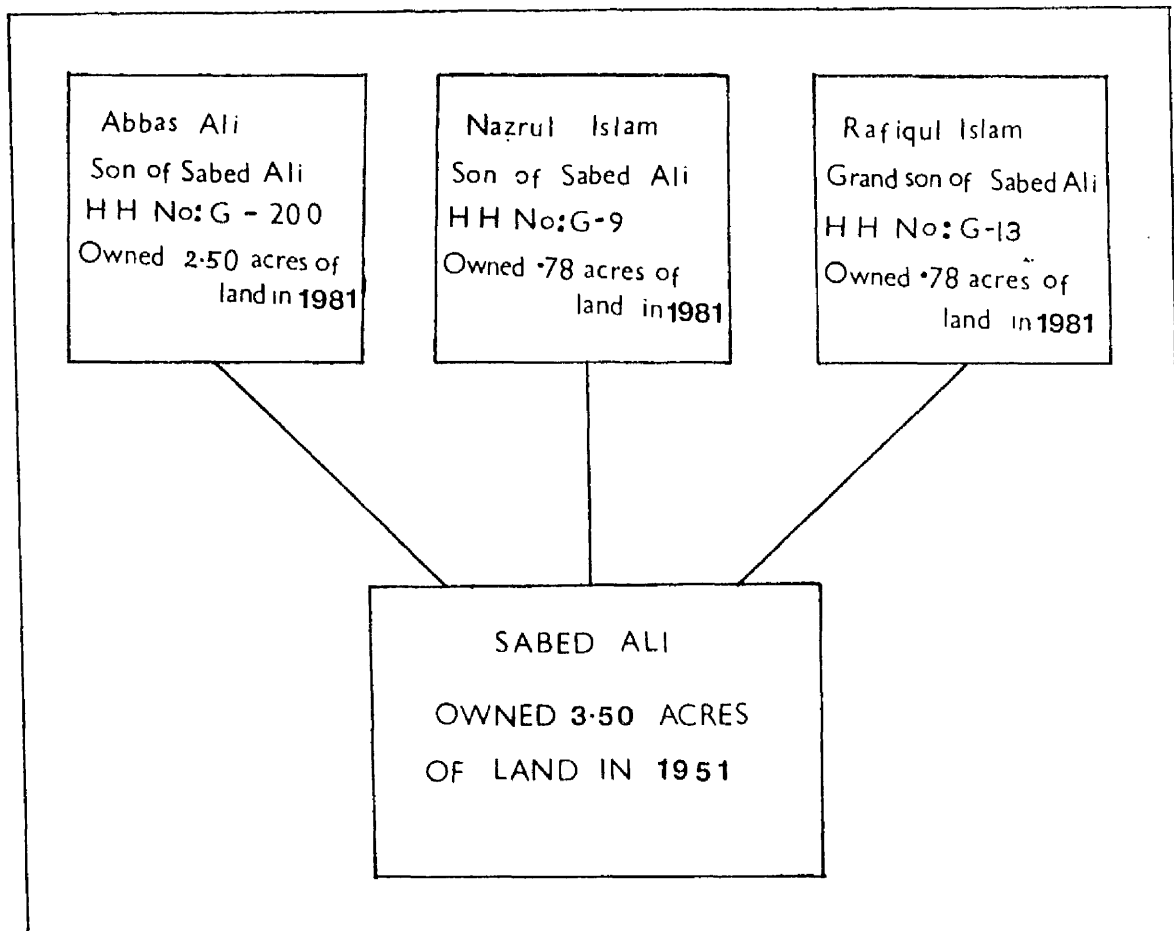 Abbas Ali
Son of Sabed Ali
H H No: G - 200
Owned 2·50 acres of
land in 1981
Nazrul Islam
Son of Sabed Ali
H H No: G-9
Owned ·78 acres of
land in 1981
Rafiqul Islam
Grand son of Sabed Ali
H H No: G-13
Owned ·78 acres of
land in 1981
SABED ALI
OWNED 3·50 ACRES
OF LAND IN 1951